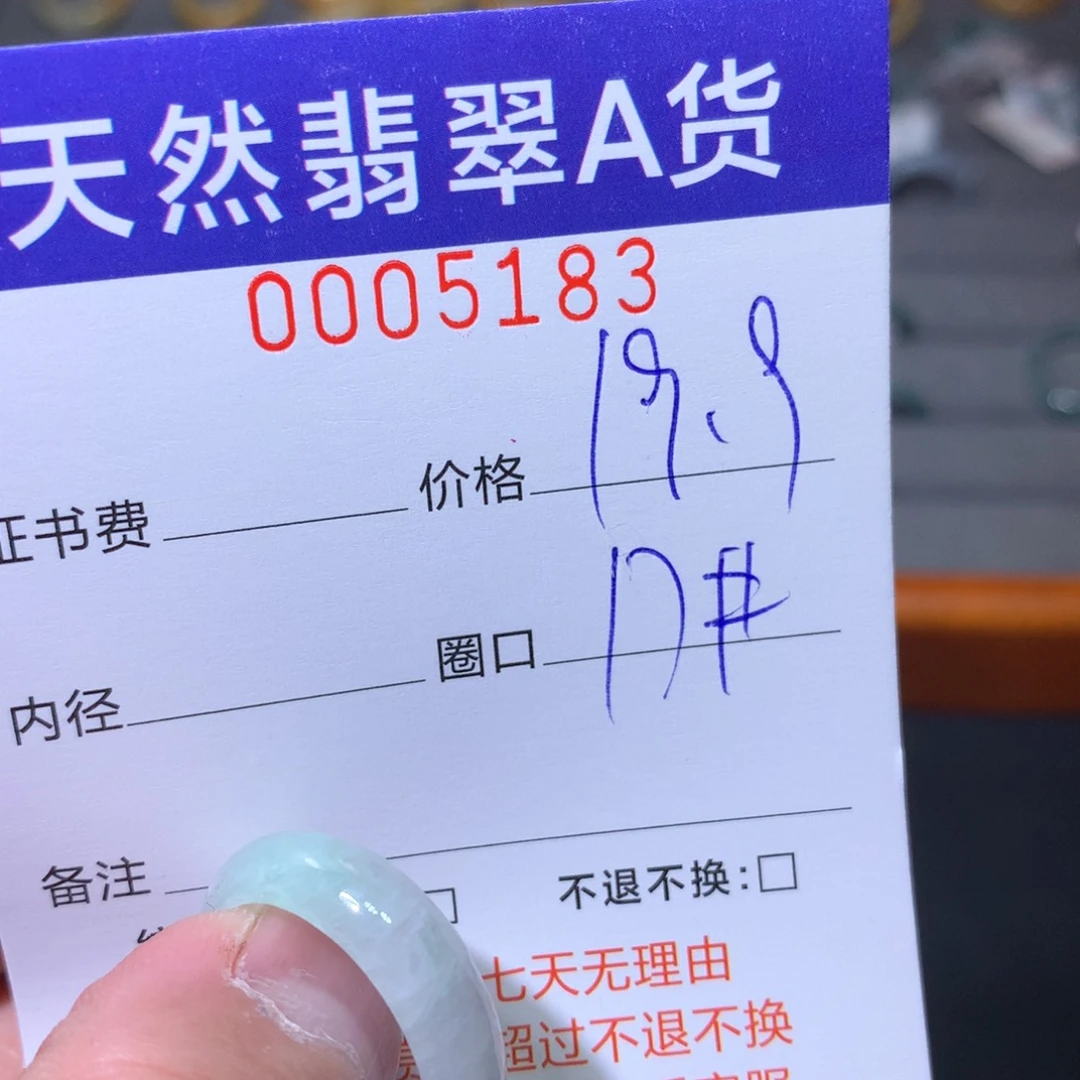 天然翡翠A货
0005183
证书费 价格 19.9
内径 圈口 17#
备注 不退不换:□
七天无理由
超过不退不换